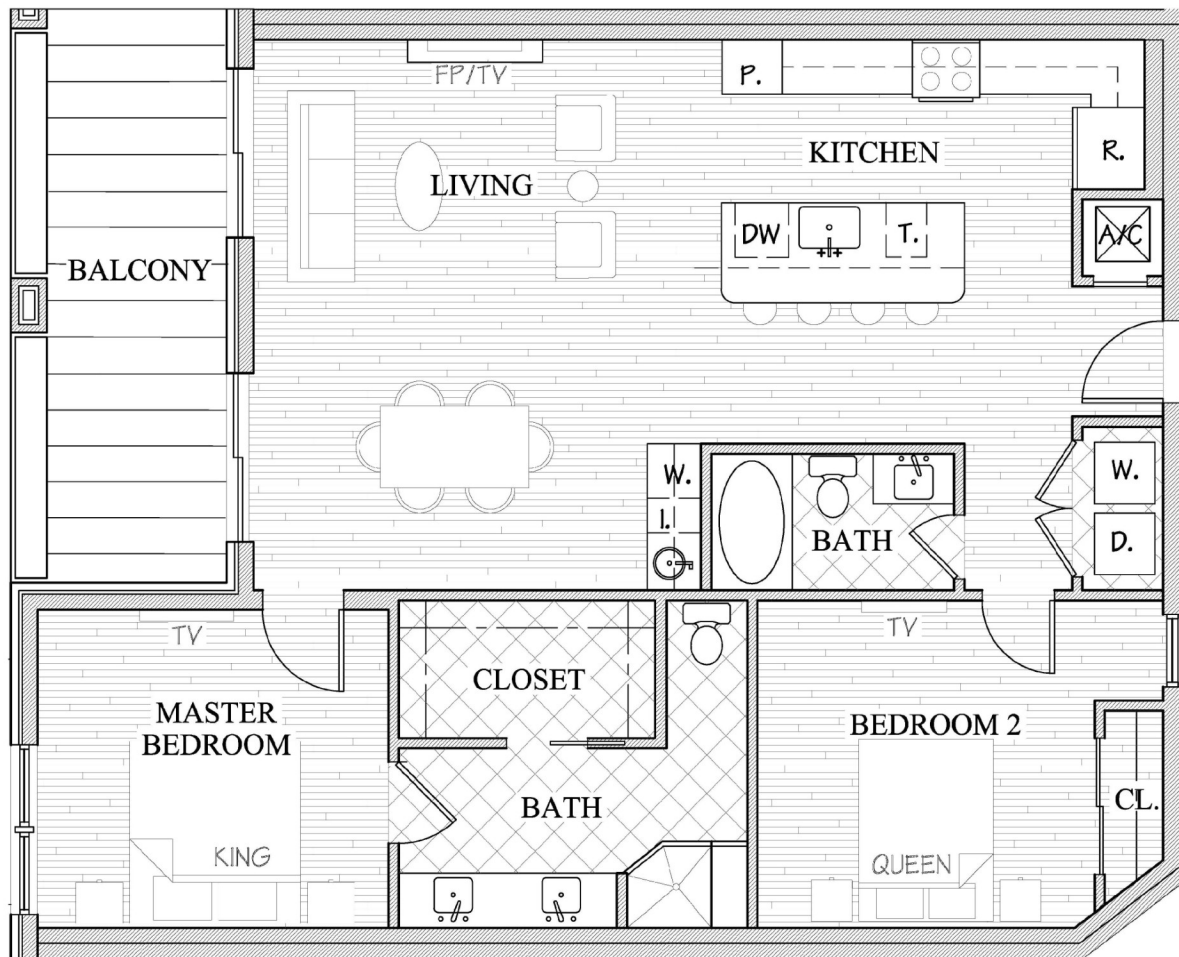 FP/TV
P.
KITCHEN
R.
LIVING
DW
T.
A/C
BALCONY
W.
I.
BATH
W.
D.
TV
CLOSET
TV
MASTER
BEDROOM
BEDROOM 2
BATH
CL.
KING
QUEEN